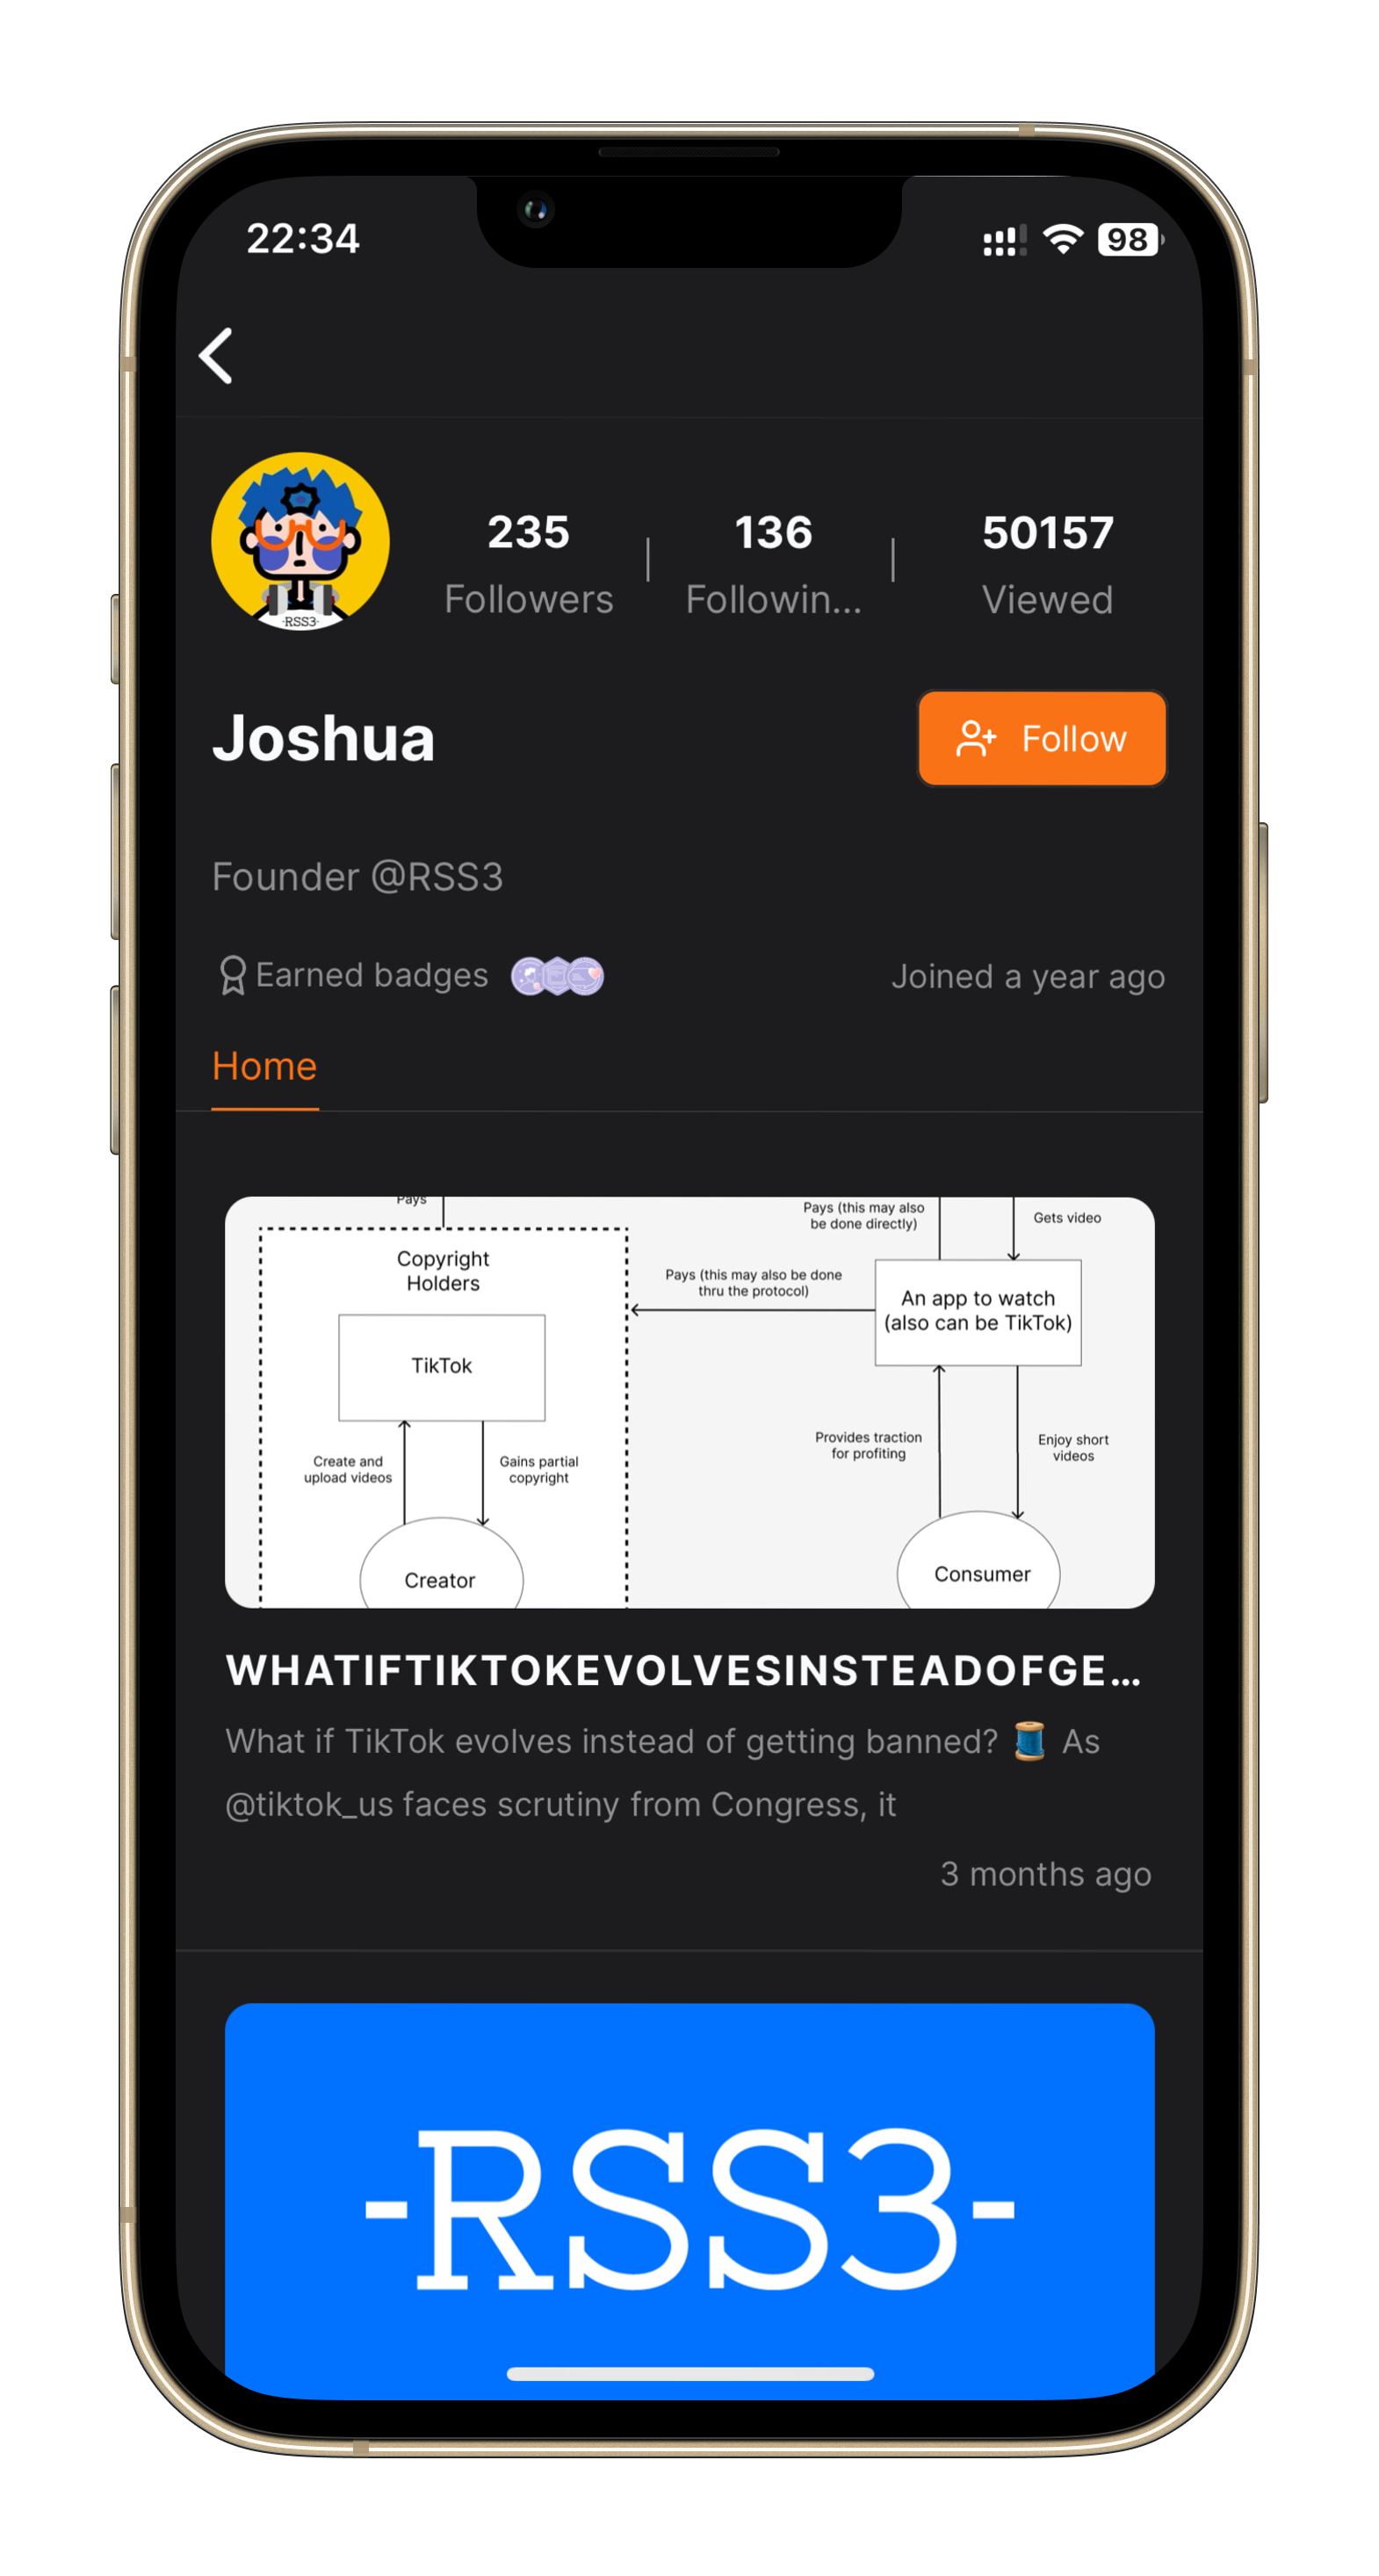 22:34
98
-RSS3-
235
Followers
136
Followin...
50157
Viewed
Joshua
Follow
Founder @RSS3
Earned badges
Joined a year ago
Home
Pays
Copyright
Holders
TikTok
Create and
upload videos
Gains partial
copyright
Creator
Pays (this may also be done
thru the protocol)
Pays (this may also
be done directly)
Gets video
An app to watch
(also can be TikTok)
Provides traction
for profiting
Enjoy short
videos
Consumer
WHATIFTIKTOKEVOLVESINSTEADOFGE...
What if TikTok evolves instead of getting banned? 🧵 As
@tiktok_us faces scrutiny from Congress, it
3 months ago
-RSS3-